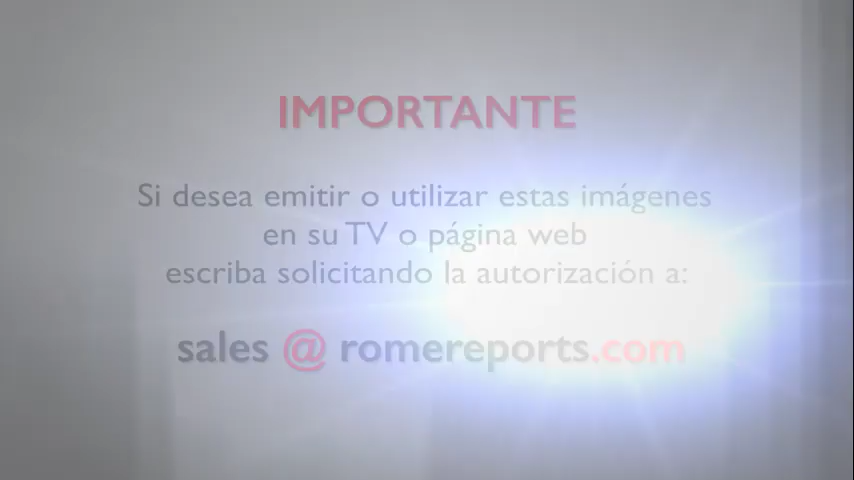 IMPORTANTE
Si desea emitir o utilizar estas imágenes
en su TV o página web
escriba solicitando la autorización a:
sales @ romereports.com